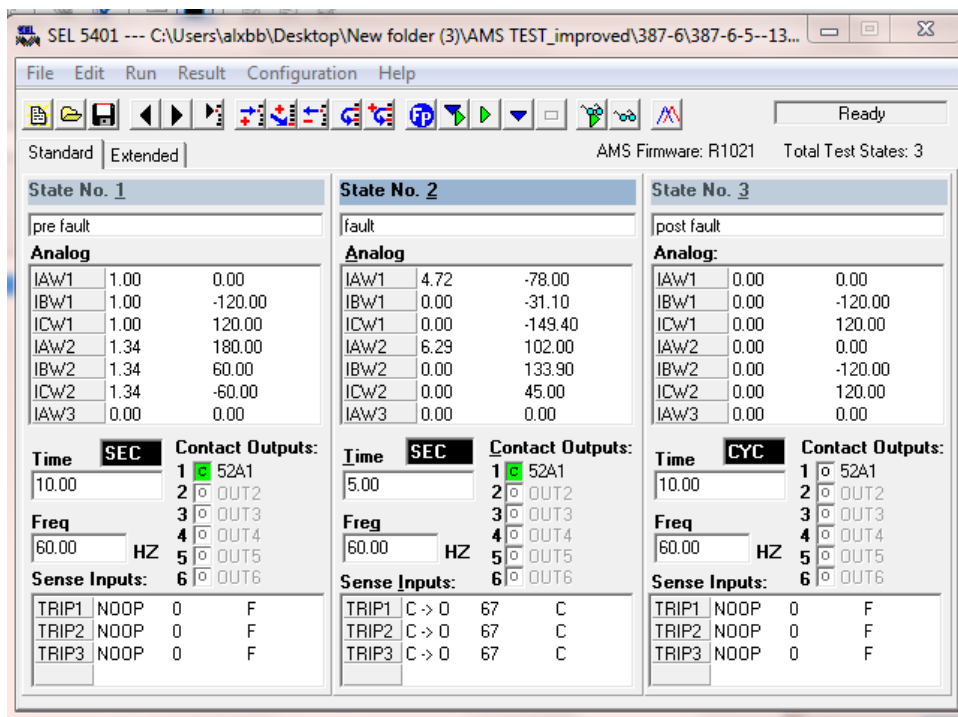 SEL 5401 --- C:\Users\alxbb\Desktop\New folder (3)\AMS TEST_improved\387-6\387-6-5--13...
File Edit Run Result Configuration Help
FP
Ready
Standard Extended AMS Firmware: R1021 Total Test States: 3
State No. 1
pre fault
Analog
IAW1 1.00 0.00
IBW1 1.00 -120.00
ICW1 1.00 120.00
IAW2 1.34 180.00
IBW2 1.34 60.00
ICW2 1.34 -60.00
IAW3 0.00 0.00
Time SEC
10.00
Freq
60.00 HZ
Contact Outputs:
1 C 52A1
2 O OUT2
3 O OUT3
4 O OUT4
5 O OUT5
6 O OUT6
Sense Inputs:
TRIP1 NOOP 0 F
TRIP2 NOOP 0 F
TRIP3 NOOP 0 F
State No. 2
fault
Analog
IAW1 4.72 -78.00
IBW1 0.00 -31.10
ICW1 0.00 -149.40
IAW2 6.29 102.00
IBW2 0.00 133.90
ICW2 0.00 45.00
IAW3 0.00 0.00
Time SEC
5.00
Freq
60.00 HZ
Contact Outputs:
1 C 52A1
2 O OUT2
3 O OUT3
4 O OUT4
5 O OUT5
6 O OUT6
Sense Inputs:
TRIP1 C -> O 67 C
TRIP2 C -> O 67 C
TRIP3 C -> O 67 C
State No. 3
post fault
Analog:
IAW1 0.00 0.00
IBW1 0.00 -120.00
ICW1 0.00 120.00
IAW2 0.00 0.00
IBW2 0.00 -120.00
ICW2 0.00 120.00
IAW3 0.00 0.00
Time CYC
10.00
Freq
60.00 HZ
Contact Outputs:
1 O 52A1
2 O OUT2
3 O OUT3
4 O OUT4
5 O OUT5
6 O OUT6
Sense Inputs:
TRIP1 NOOP 0 F
TRIP2 NOOP 0 F
TRIP3 NOOP 0 F